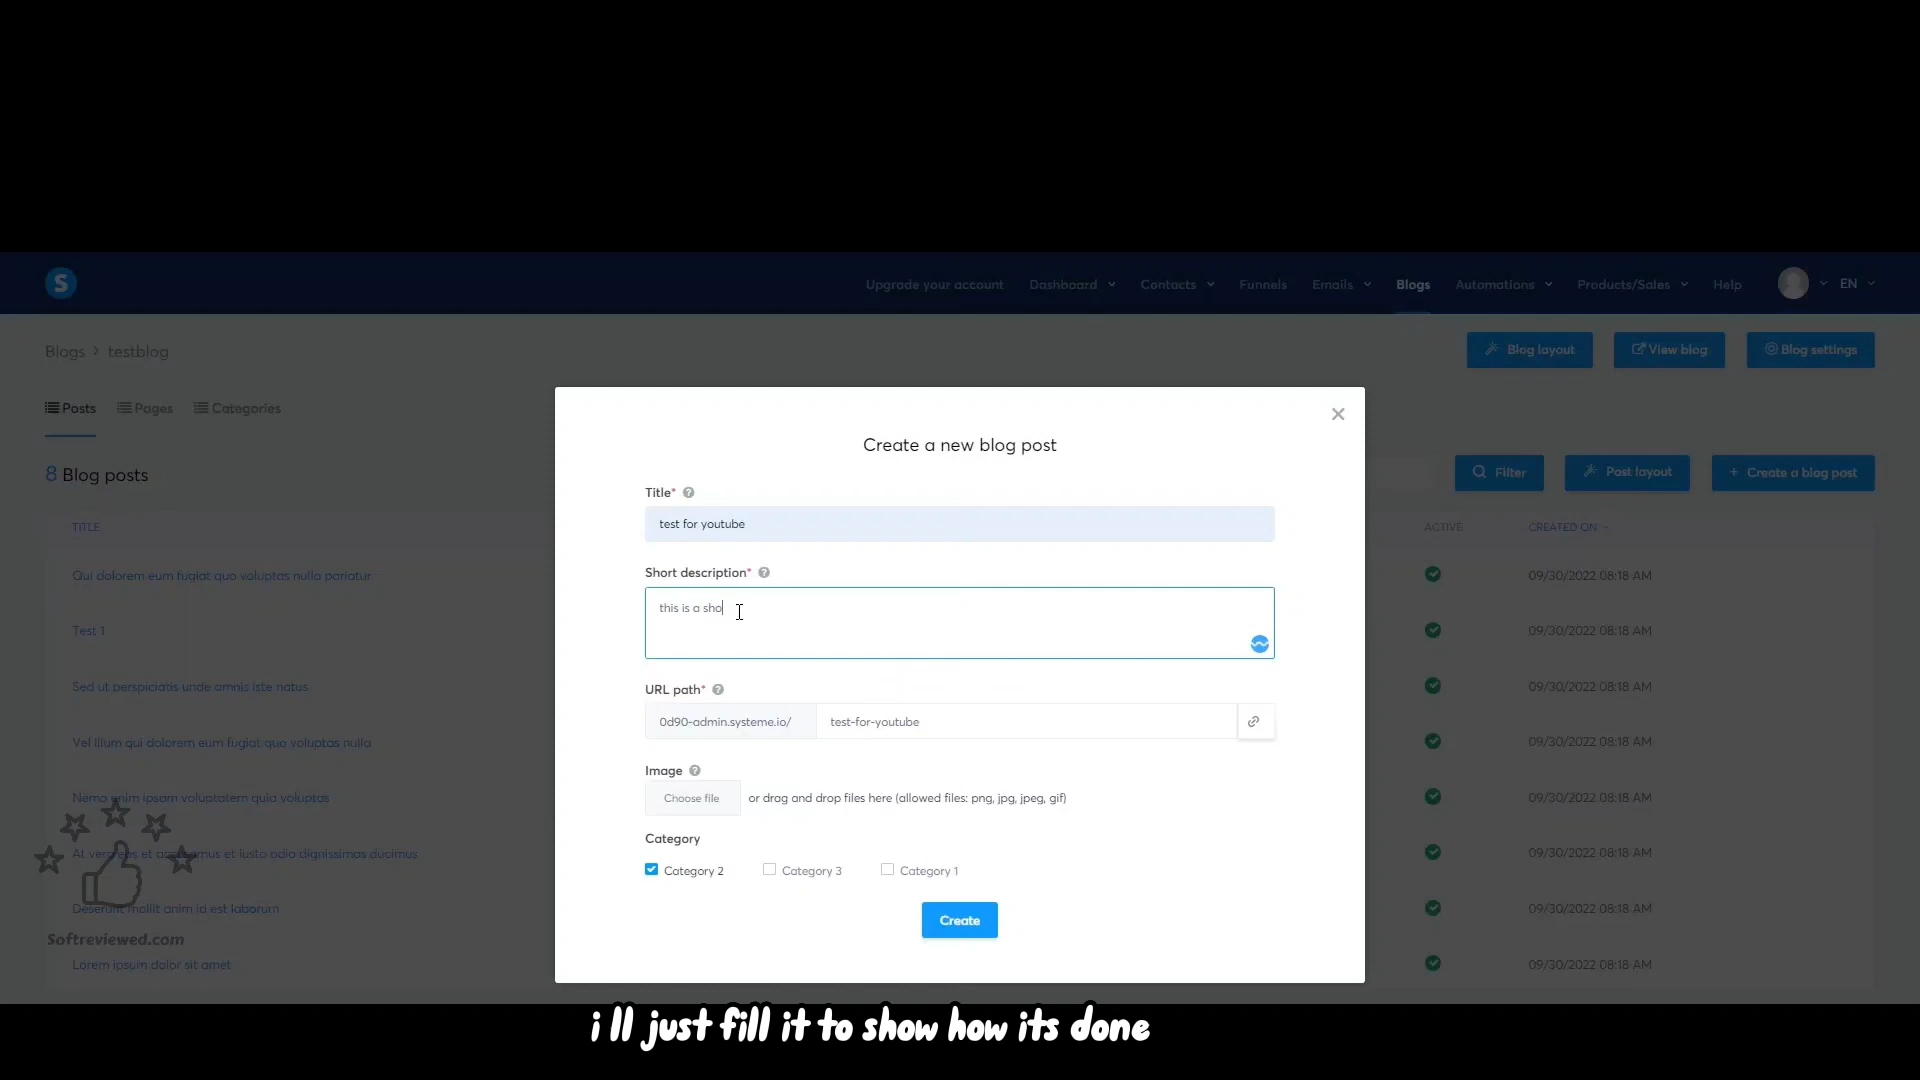 S
Upgrade your account Dashboard Contacts Funnels Emails Blogs Automations Products/Sales Help EN
Blogs > testblog
Blog layout View blog Blog settings
Posts Pages Categories
Create a new blog post
8 Blog posts
Filter Post layout + Create a blog post
Title* ?
test for youtube
TITLE ACTIVE CREATED ON
Short description* ?
Qui dolorem eum fugiat quo voluptas nulla pariatur 09/30/2022 08:18 AM
this is a sho
Test 1 09/30/2022 08:18 AM
Sed ut perspiciatis unde omnis iste natus 09/30/2022 08:18 AM
URL path* ?
0d90-admin.systeme.io/ test-for-youtube
Vel illum qui dolorem eum fugiat quo voluptas nulla 09/30/2022 08:18 AM
Image ?
Choose file or drag and drop files here (allowed files: png, jpg, jpeg, gif)
Nemo enim ipsam voluptatem quia voluptas 09/30/2022 08:18 AM
Category
At vero eos et accusamus et iusto odio dignissimos ducimus 09/30/2022 08:18 AM
Category 2 Category 3 Category 1
Deserunt mollit anim id est laborum 09/30/2022 08:18 AM
Create
Softreviewed.com
Lorem ipsum dolor sit amet 09/30/2022 08:18 AM
i ll just fill it to show how its done